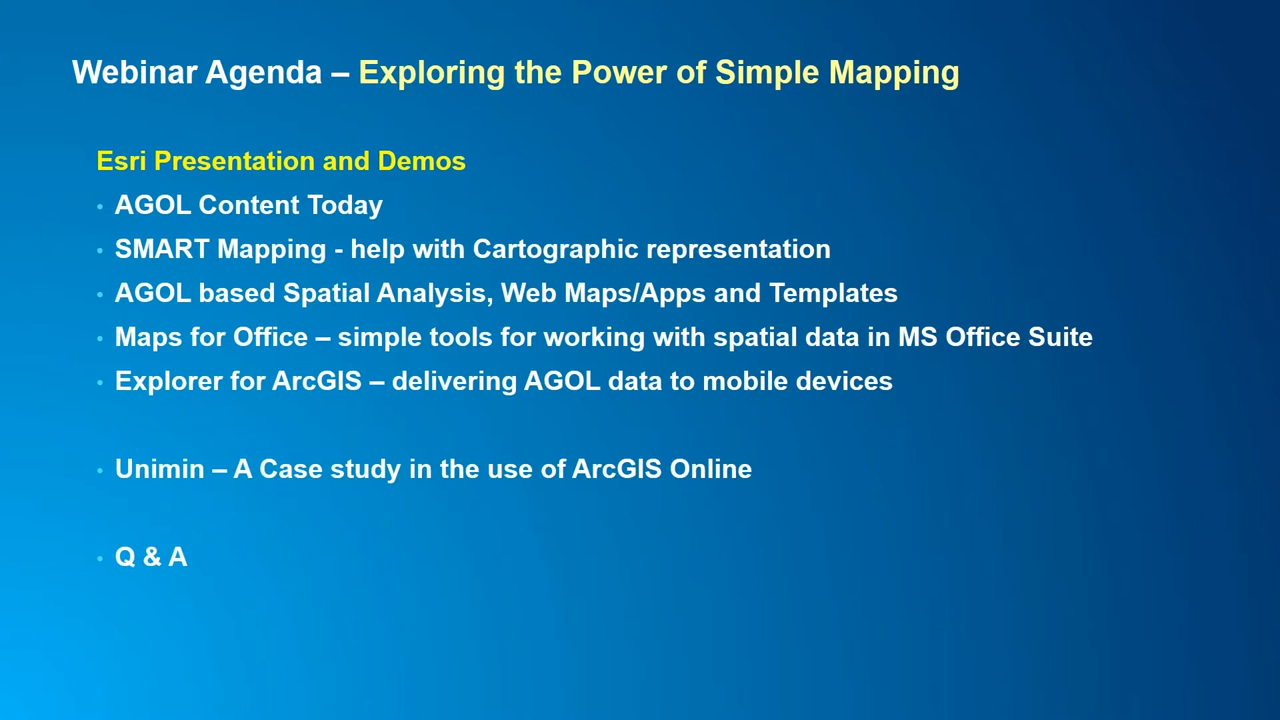 Webinar Agenda – Exploring the Power of Simple Mapping
Esri Presentation and Demos
• AGOL Content Today
• SMART Mapping - help with Cartographic representation
• AGOL based Spatial Analysis, Web Maps/Apps and Templates
• Maps for Office – simple tools for working with spatial data in MS Office Suite
• Explorer for ArcGIS – delivering AGOL data to mobile devices
• Unimin – A Case study in the use of ArcGIS Online
• Q & A